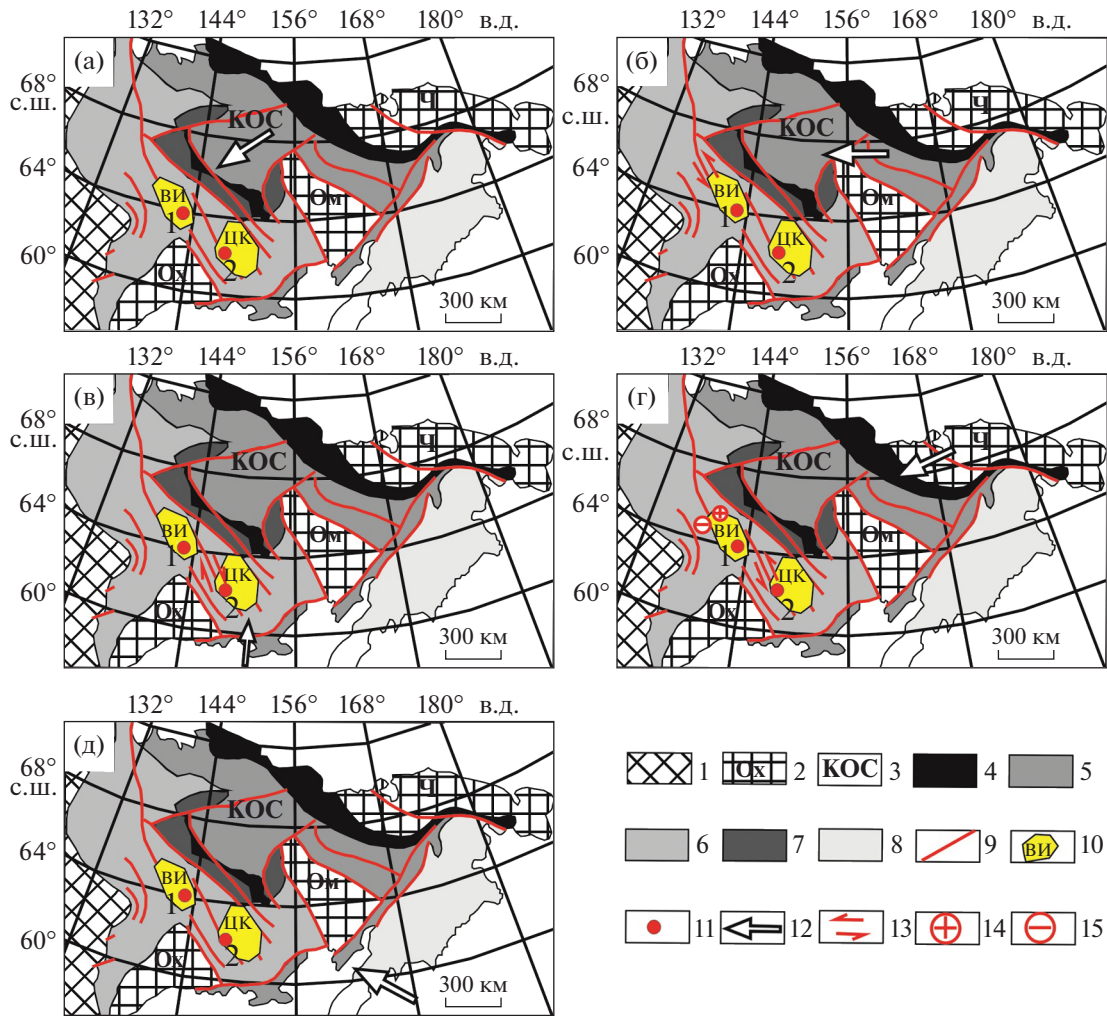 132° 144° 156° 168° 180° в.д.
132° 144° 156° 168° 180° в.д.
(а)
68°
с.ш.
64°
60°
КОС
Ч
Ом
ВИ
1
ЦК
2
Ох
300 км
(б)
68°
с.ш.
64°
60°
КОС
Ч
Ом
ВИ
1
ЦК
2
Ох
300 км
132° 144° 156° 168° 180° в.д.
132° 144° 156° 168° 180° в.д.
(в)
68°
с.ш.
64°
60°
КОС
Ч
Ом
ВИ
1
ЦК
2
Ох
300 км
(г)
68°
с.ш.
64°
60°
КОС
Ч
Ом
ВИ
1
ЦК
2
Ох
300 км
132° 144° 156° 168° 180° в.д.
(д)
68°
с.ш.
64°
60°
КОС
Ч
Ом
ВИ
1
ЦК
2
Ох
300 км
1 Ох 2 КОС 3 4 5
6 7 8 9 ВИ 10
11 12 13 14 15